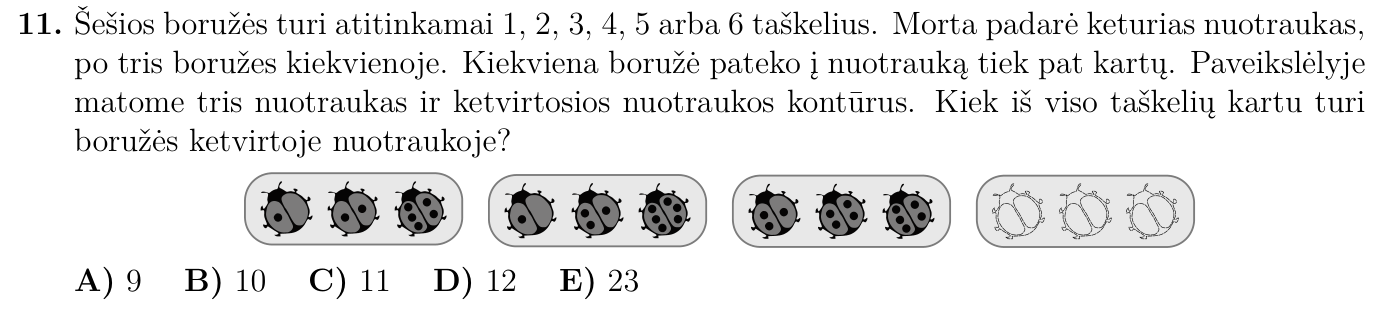 11. Šešios boružės turi atitinkamai 1, 2, 3, 4, 5 arba 6 taškelius. Morta padarė keturias nuotraukas,
po tris boružes kiekvienoje. Kiekviena boružė pateko į nuotrauką tiek pat kartų. Paveikslėlyje
matome tris nuotraukas ir ketvirtosios nuotraukos kontūrus. Kiek iš viso taškelių kartu turi
boružės ketvirtoje nuotraukoje?
A) 9 B) 10 C) 11 D) 12 E) 23